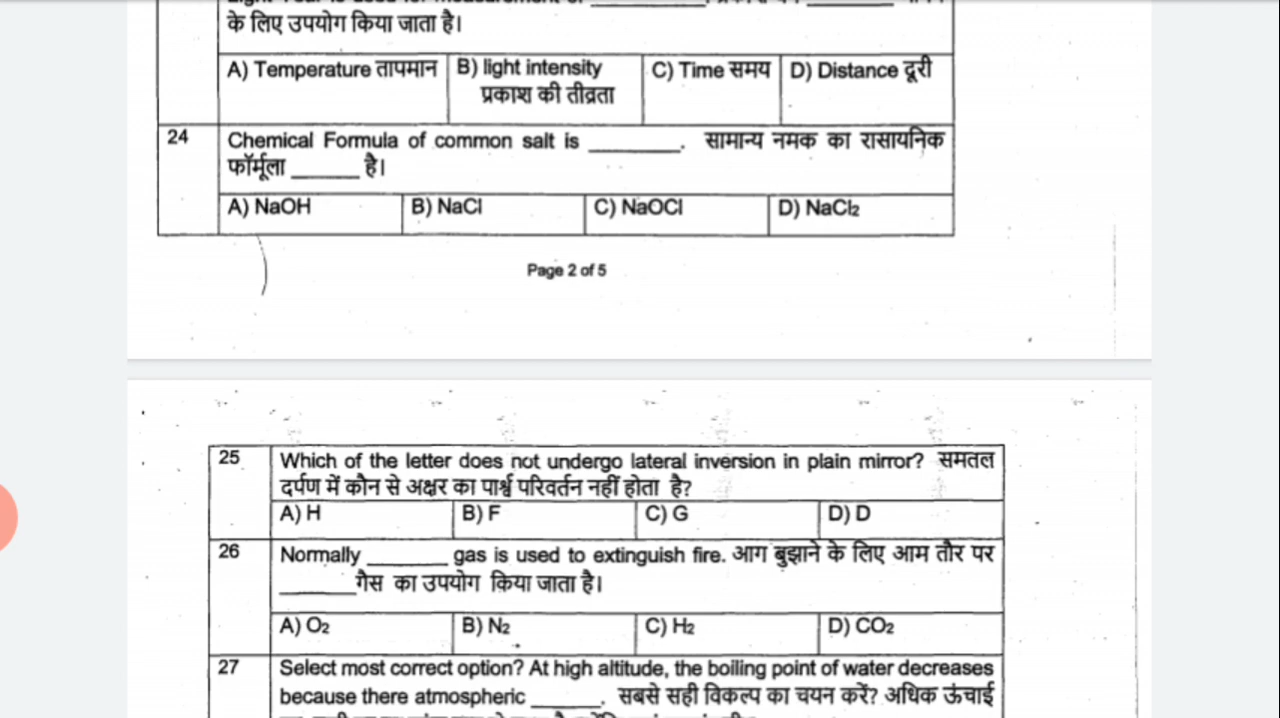 के लिए उपयोग किया जाता है।
A) Temperature तापमान B) light intensity C) Time समय D) Distance दूरी
प्रकाश की तीव्रता
24 Chemical Formula of common salt is ________. सामान्य नमक का रासायनिक
फॉर्मूला ______ है।
A) NaOH B) NaCl C) NaOCl D) NaCl₂
Page 2 of 5
25 Which of the letter does not undergo lateral inversion in plain mirror? समतल
दर्पण में कौन से अक्षर का पार्श्व परिवर्तन नहीं होता है?
A) H B) F C) G D) D
26 Normally _______ gas is used to extinguish fire. आग बुझाने के लिए आम तौर पर
_______गैस का उपयोग किया जाता है।
A) O₂ B) N₂ C) H₂ D) CO₂
27 Select most correct option? At high altitude, the boiling point of water decreases
because there atmospheric ______. सबसे सही विकल्प का चयन करें? अधिक ऊंचाई